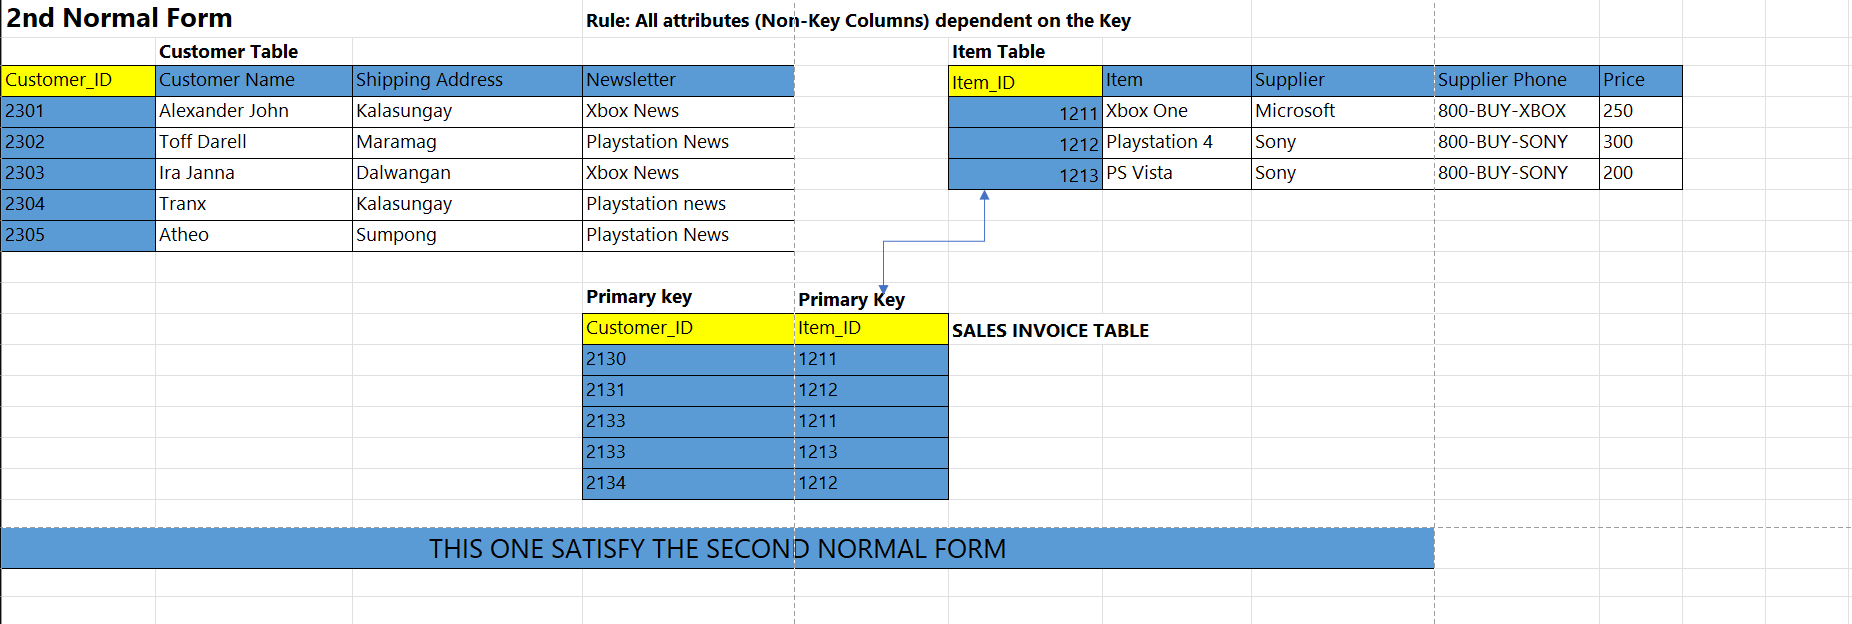 2nd Normal Form
Rule: All attributes (Non-Key Columns) dependent on the Key
Customer Table
Customer_ID Customer Name Shipping Address Newsletter
2301 Alexander John Kalasungay Xbox News
2302 Toff Darell Maramag Playstation News
2303 Ira Janna Dalwangan Xbox News
2304 Tranx Kalasungay Playstation news
2305 Atheo Sumpong Playstation News
Item Table
Item_ID Item Supplier Supplier Phone Price
1211 Xbox One Microsoft 800-BUY-XBOX 250
1212 Playstation 4 Sony 800-BUY-SONY 300
1213 PS Vista Sony 800-BUY-SONY 200
Primary key Primary Key
Customer_ID Item_ID SALES INVOICE TABLE
2130 1211
2131 1212
2133 1211
2133 1213
2134 1212
THIS ONE SATISFY THE SECOND NORMAL FORM